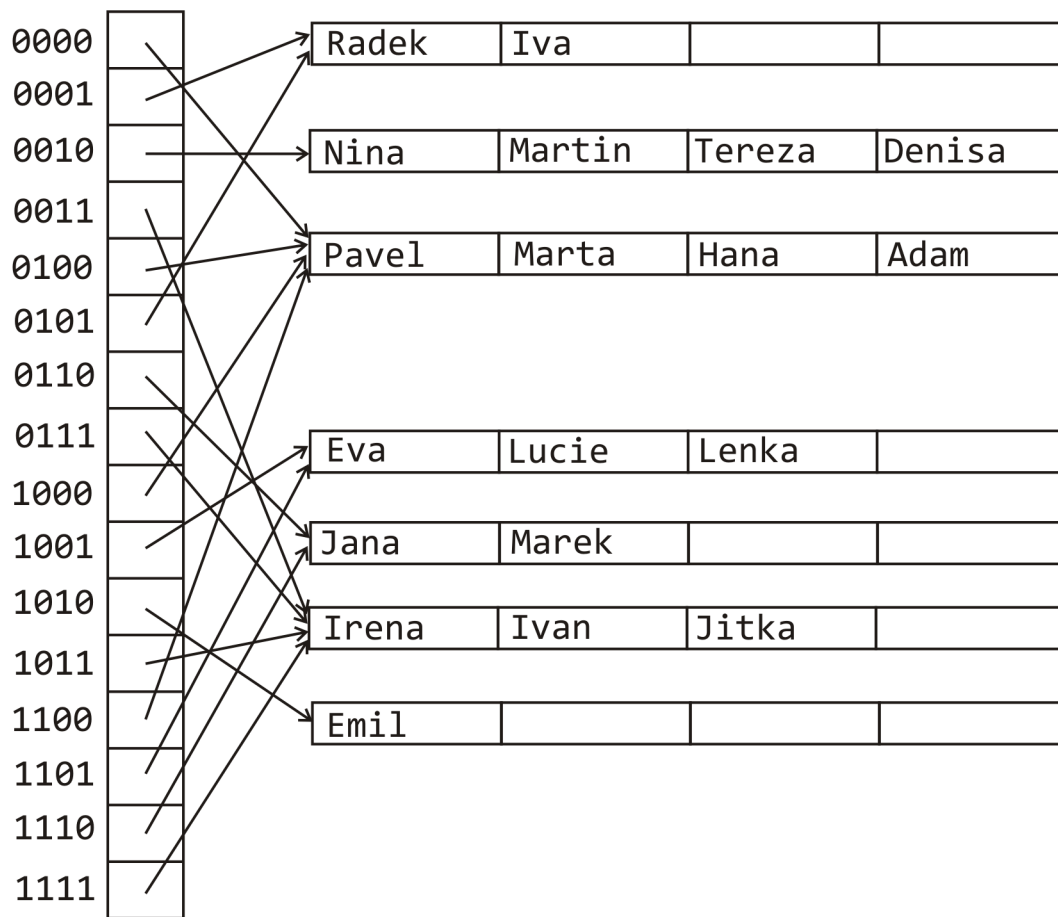 0000
Radek Iva
0001
0010
Nina Martin Tereza Denisa
0011
0100
Pavel Marta Hana Adam
0101
0110
0111
Eva Lucie Lenka
1000
1001
Jana Marek
1010
Irena Ivan Jitka
1011
1100
Emil
1101
1110
1111